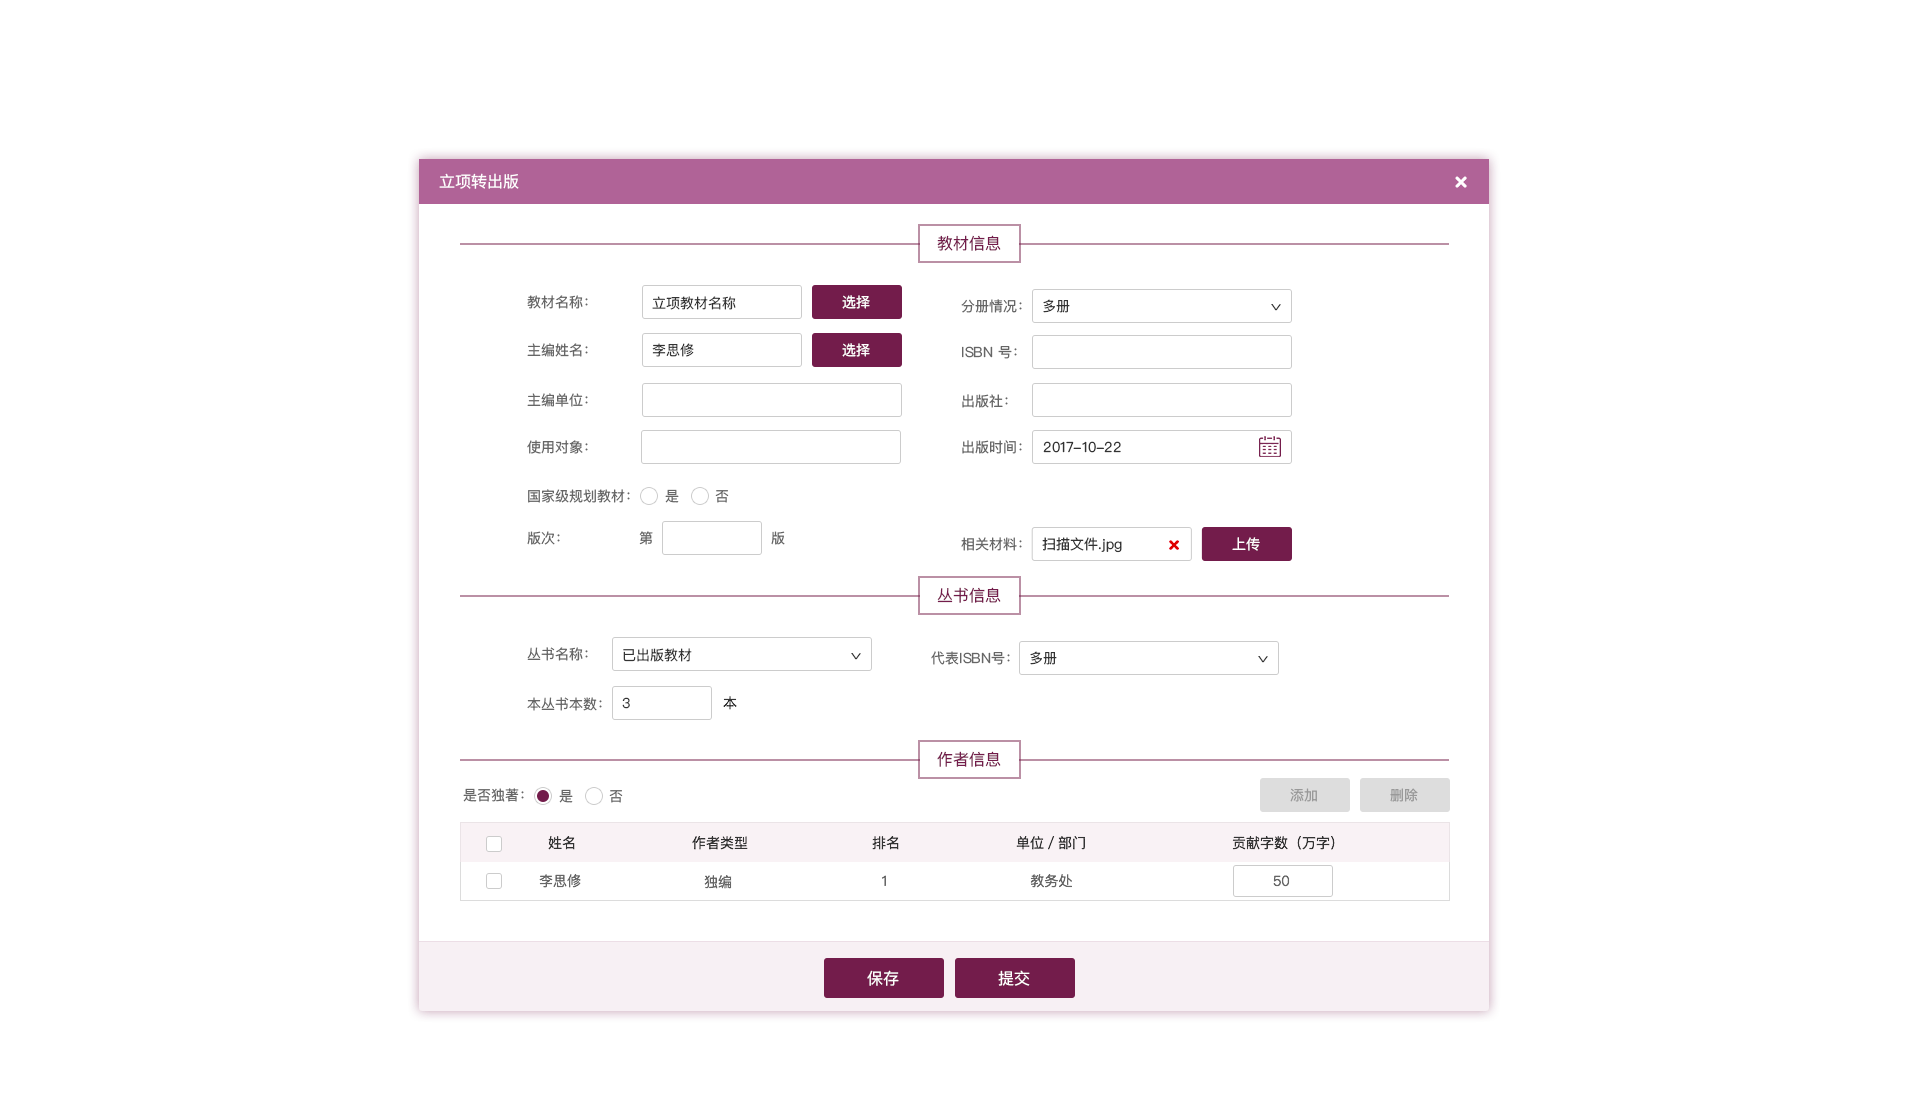 立项转出版
教材信息
教材名称： 立项教材名称 选择 分册情况： 多册
主编姓名： 李思修 选择 ISBN 号：
主编单位： 出版社：
使用对象： 出版时间： 2017-10-22
国家级规划教材： 是 否
版次： 第 版 相关材料： 扫描文件.jpg 上传
丛书信息
丛书名称： 已出版教材 代表ISBN号： 多册
本丛书本数： 3 本
作者信息
是否独著： 是 否 添加 删除
姓名 作者类型 排名 单位 / 部门 贡献字数（万字）
李思修 独编 1 教务处 50
保存 提交